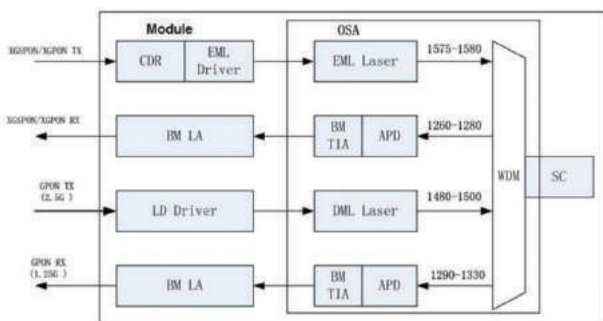 Module
OSA
XGSPON/XGPON TX
CDR
EML
Driver
EML Laser
1575-1580
XGSPON/XGPON RX
BM LA
BM
TIA
APD
1260-1280
WDM
SC
GPON TX
(2.5G )
LD Driver
DML Laser
1480-1500
GPON RX
(1.25G )
BM LA
BM
TIA
APD
1290-1330